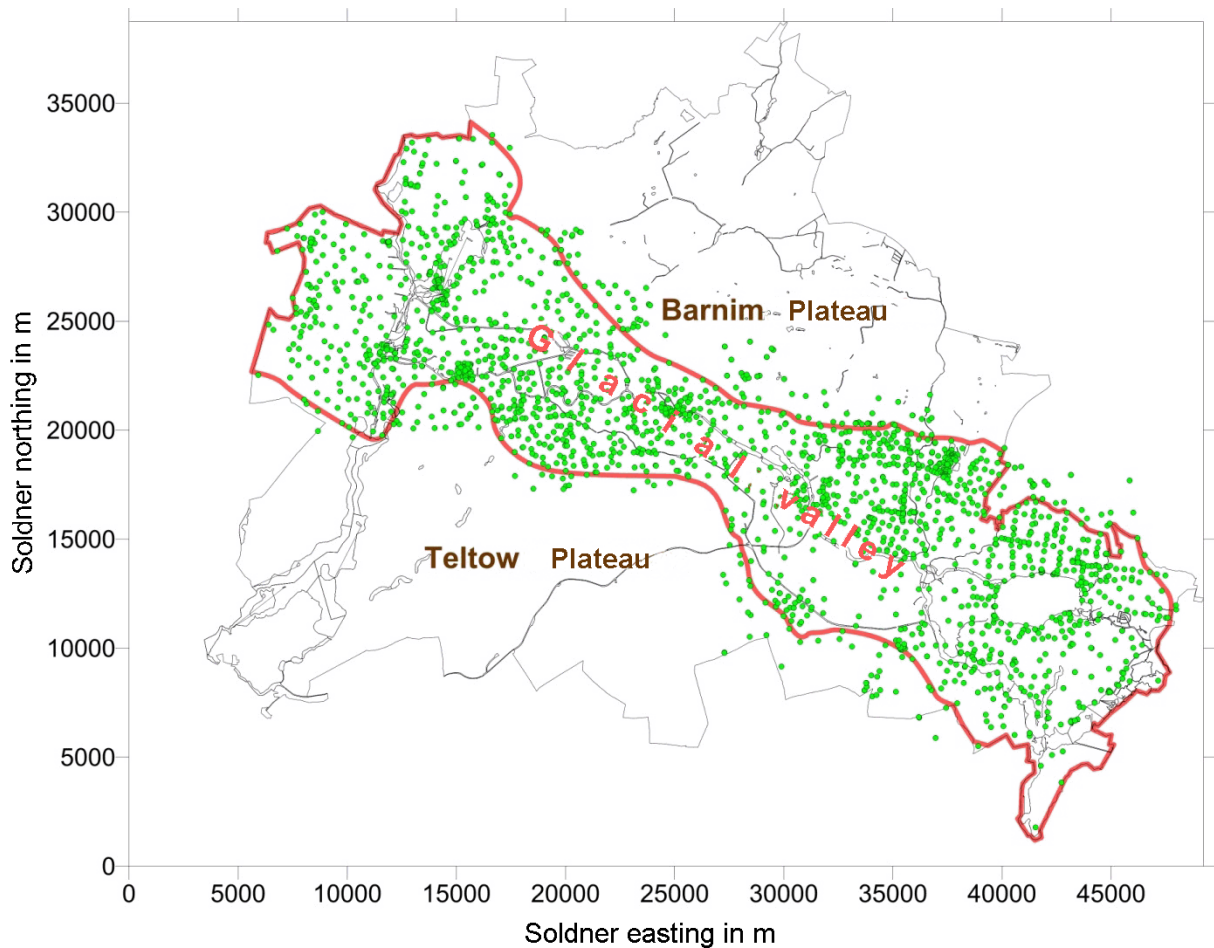 Soldner northing in m
35000
30000
25000
20000
15000
10000
5000
0
Barnim Plateau
Glacial valley
Teltow Plateau
0 5000 10000 15000 20000 25000 30000 35000 40000 45000
Soldner easting in m